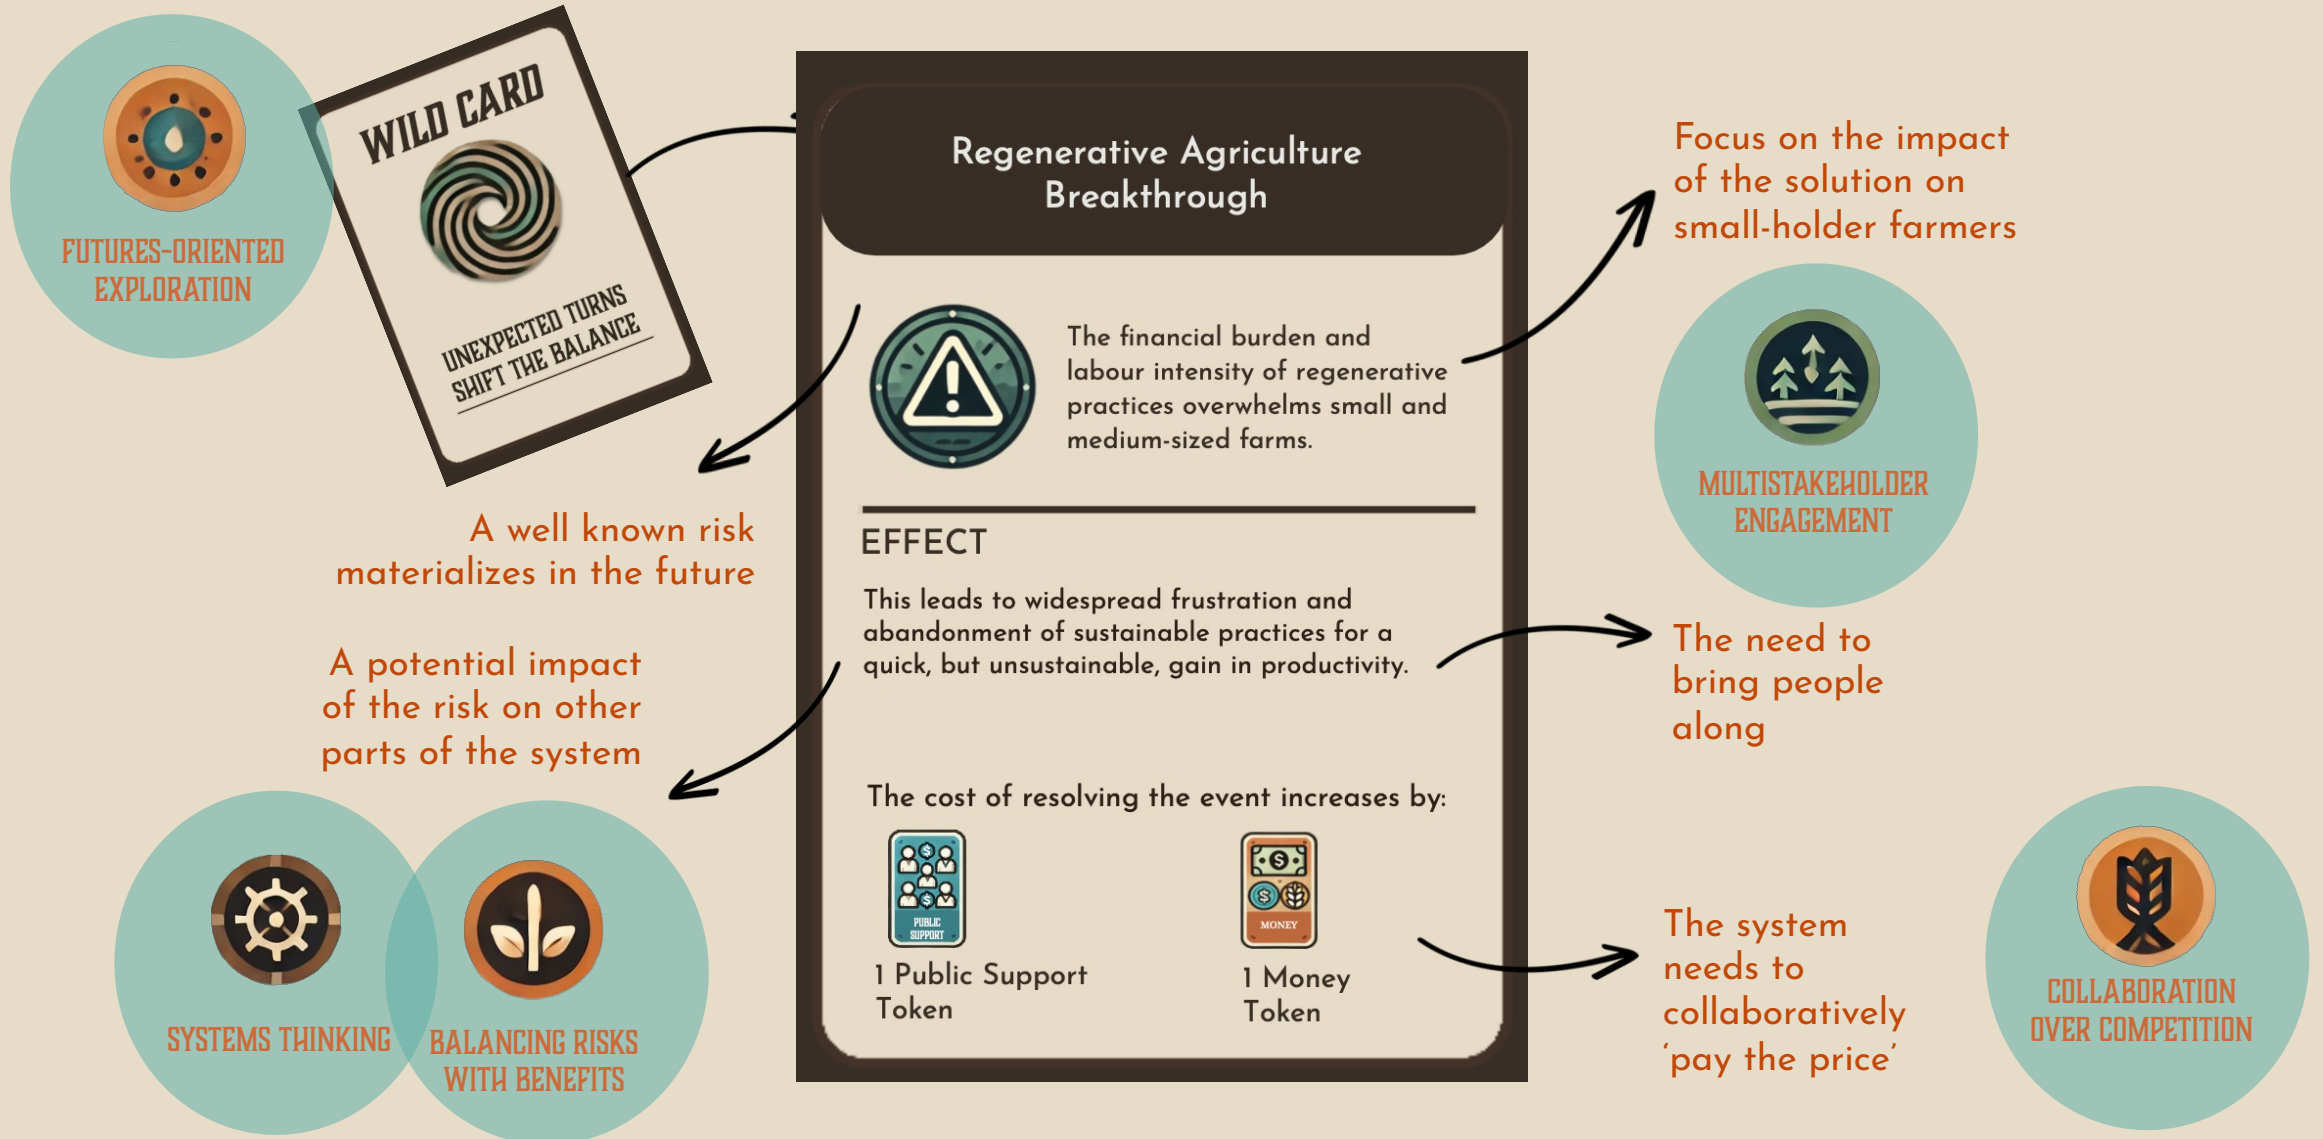 FUTURES-ORIENTED
EXPLORATION
WILD CARD
UNEXPECTED TURNS
SHIFT THE BALANCE
A well known risk
materializes in the future
A potential impact
of the risk on other
parts of the system
SYSTEMS THINKING
BALANCING RISKS
WITH BENEFITS
Regenerative Agriculture
Breakthrough
The financial burden and
labour intensity of regenerative
practices overwhelms small and
medium-sized farms.
EFFECT
This leads to widespread frustration and
abandonment of sustainable practices for a
quick, but unsustainable, gain in productivity.
The cost of resolving the event increases by:
PUBLIC
SUPPORT
MONEY
1 Public Support
Token
1 Money
Token
Focus on the impact
of the solution on
small-holder farmers
MULTISTAKEHOLDER
ENGAGEMENT
The need to
bring people
along
The system
needs to
collaboratively
‘pay the price’
COLLABORATION
OVER COMPETITION